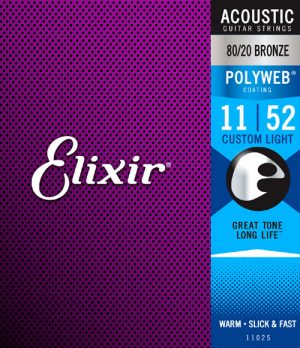 ACOUSTIC
GUITAR STRINGS
80/20 BRONZE
POLYWEB®
COATING
11 | 52
CUSTOM LIGHT
Elixir®
GREAT TONE
LONG LIFE™
WARM • SLICK & FAST
11025